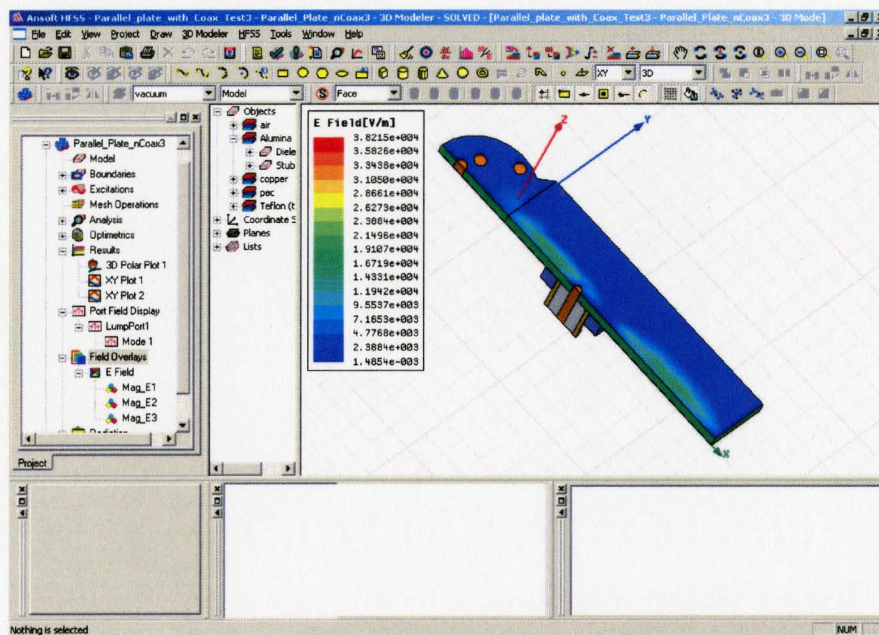 Ansoft HFSS - Parallel_plate_with_Coax_Test3 - Parallel_Plate_nCoax3 - 3D Modeler - SOLVED - [Parallel_plate_with_Coax_Test3 - Parallel_Plate_nCoax3 - 3D Mode]
File Edit View Project Draw 3D Modeler HFSS Tools Window Help
XY 3D
vacuum Model Face
Parallel_Plate_nCoax3
Model
Boundaries
Excitations
Mesh Operations
Analysis
Optimetrics
Results
3D Polar Plot 1
XY Plot 1
XY Plot 2
Port Field Display
LumpPort1
Mode 1
Field Overlays
E Field
Mag_E1
Mag_E2
Mag_E3
Radiation
Project
Objects
air
Alumina
Diele
Stub
copper
pec
Teflon (t
Coordinate S
Planes
Lists
E Field[V/m]
3.8215e+004
3.5826e+004
3.3438e+004
3.1050e+004
2.8661e+004
2.6273e+004
2.3884e+004
2.1496e+004
1.9107e+004
1.6719e+004
1.4331e+004
1.1942e+004
9.5537e+003
7.1653e+003
4.7768e+003
2.3884e+003
1.4854e-003
Z
Y
X
Nothing is selected
NUM